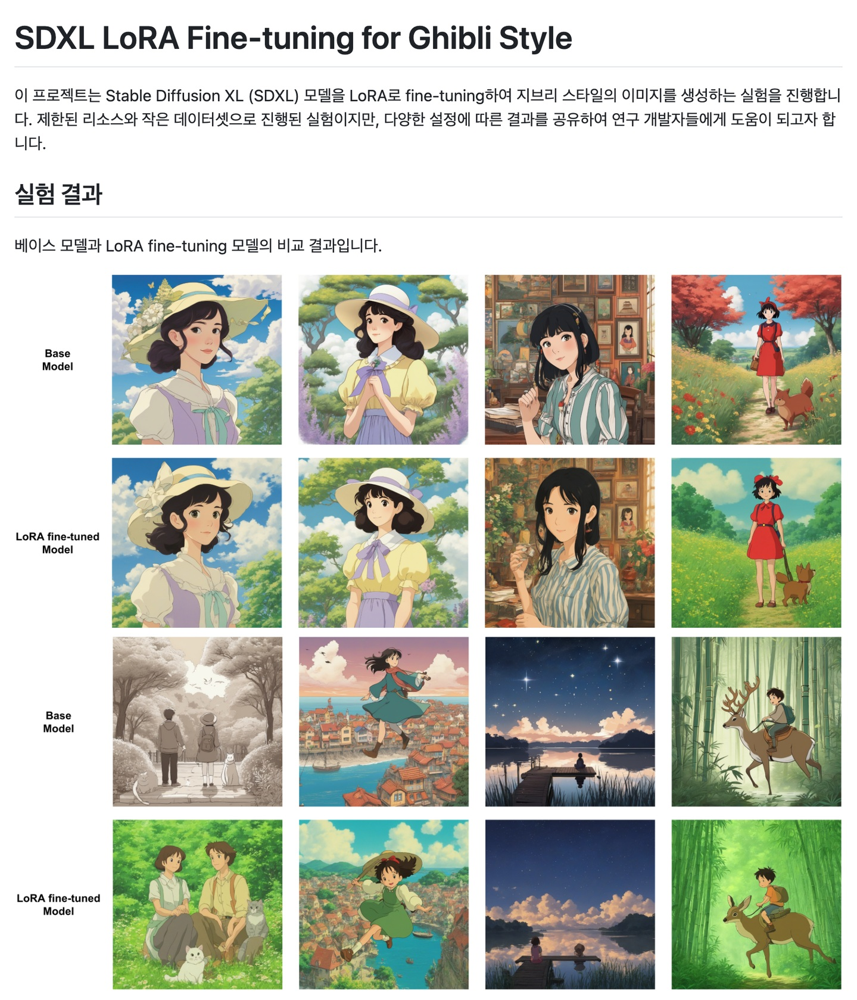 SDXL LoRA Fine-tuning for Ghibli Style
이 프로젝트는 Stable Diffusion XL (SDXL) 모델을 LoRA로 fine-tuning하여 지브리 스타일의 이미지를 생성하는 실험을 진행합니
다. 제한된 리소스와 작은 데이터셋으로 진행된 실험이지만, 다양한 설정에 따른 결과를 공유하여 연구 개발자들에게 도움이 되고자 합
니다.
실험 결과
베이스 모델과 LoRA fine-tuning 모델의 비교 결과입니다.
Base
Model
LoRA fine-tuned
Model
Base
Model
LoRA fine-tuned
Model